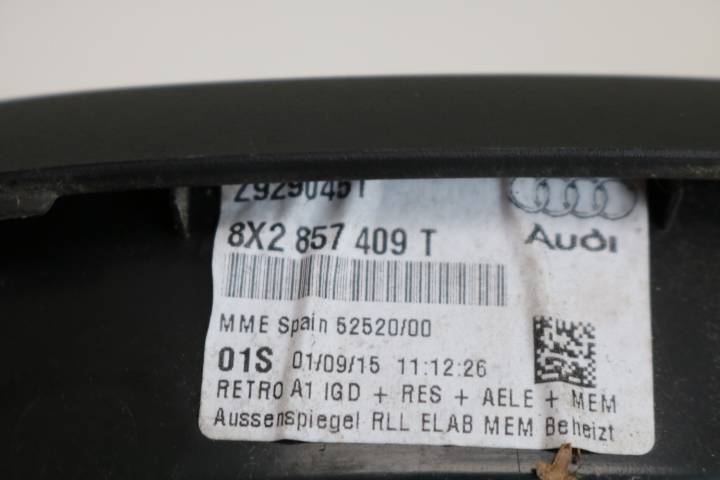 Z9290451
8X2 857 409 T
Audi
MME Spain 52520/00
01S 01/09/15 11:12:26
RETRO A1 IGD + RES + AELE + MEM
Aussenspiegel RLL ELAB MEM Beheizt